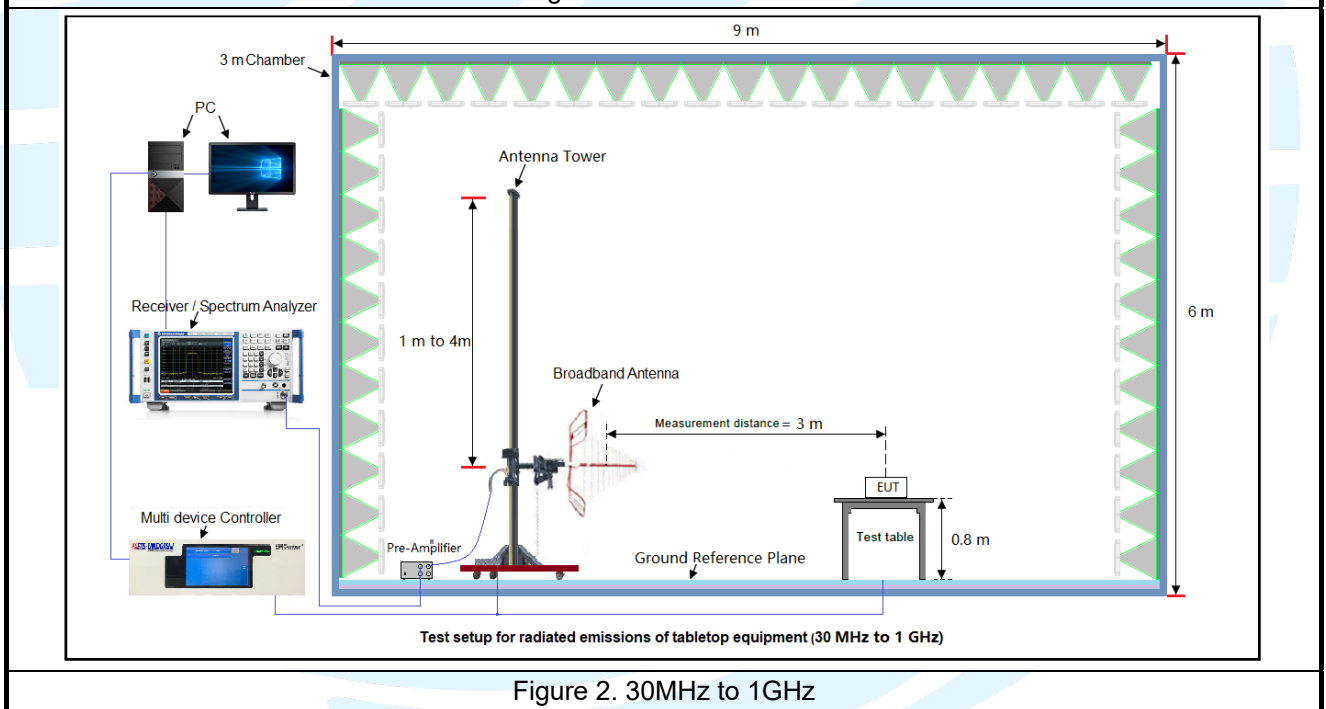 9 m
3 m Chamber
PC
Antenna Tower
Receiver / Spectrum Analyzer
6 m
1 m to 4m
Broadband Antenna
Measurement distance = 3 m
EUT
Multi device Controller
Pre-Amplifier
Test table
0.8 m
Ground Reference Plane
Test setup for radiated emissions of tabletop equipment (30 MHz to 1 GHz)
Figure 2. 30MHz to 1GHz